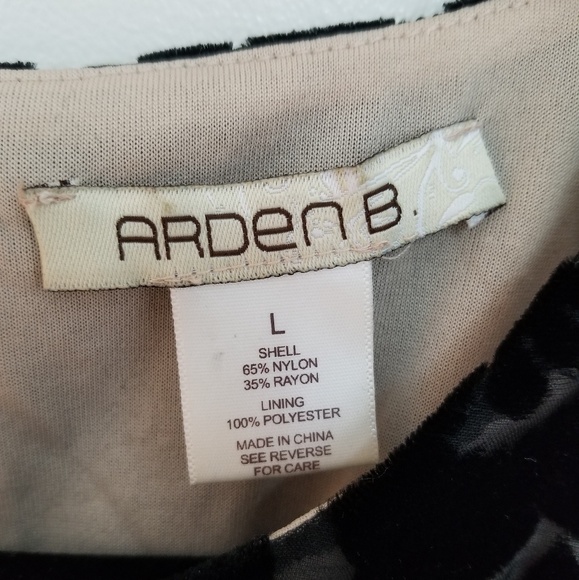 ARDen B.
L
SHELL
65% NYLON
35% RAYON
LINING
100% POLYESTER
MADE IN CHINA
SEE REVERSE
FOR CARE